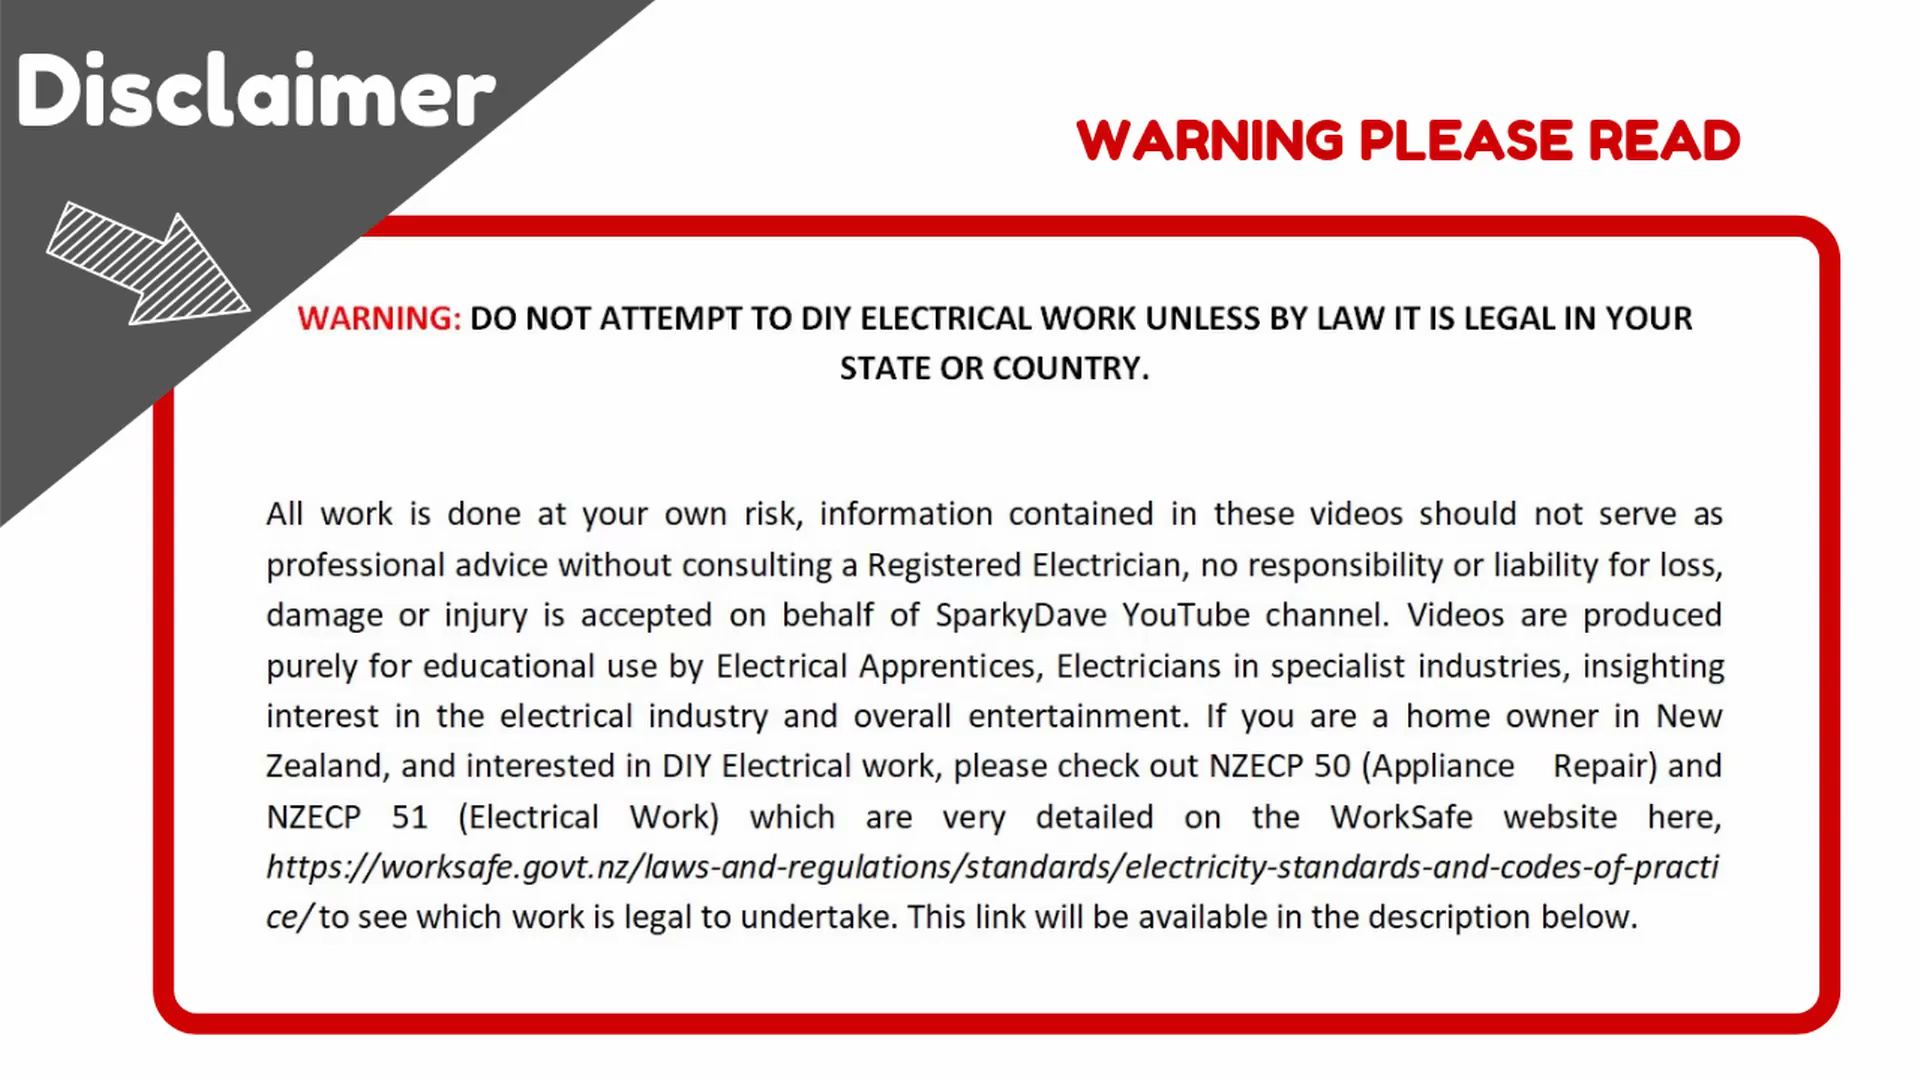 Disclaimer
WARNING PLEASE READ
WARNING: DO NOT ATTEMPT TO DIY ELECTRICAL WORK UNLESS BY LAW IT IS LEGAL IN YOUR
STATE OR COUNTRY.
All work is done at your own risk, information contained in these videos should not serve as
professional advice without consulting a Registered Electrician, no responsibility or liability for loss,
damage or injury is accepted on behalf of SparkyDave YouTube channel. Videos are produced
purely for educational use by Electrical Apprentices, Electricians in specialist industries, insighting
interest in the electrical industry and overall entertainment. If you are a home owner in New
Zealand, and interested in DIY Electrical work, please check out NZECP 50 (Appliance Repair) and
NZECP 51 (Electrical Work) which are very detailed on the WorkSafe website here,
https://worksafe.govt.nz/laws-and-regulations/standards/electricity-standards-and-codes-of-practi
ce/ to see which work is legal to undertake. This link will be available in the description below.